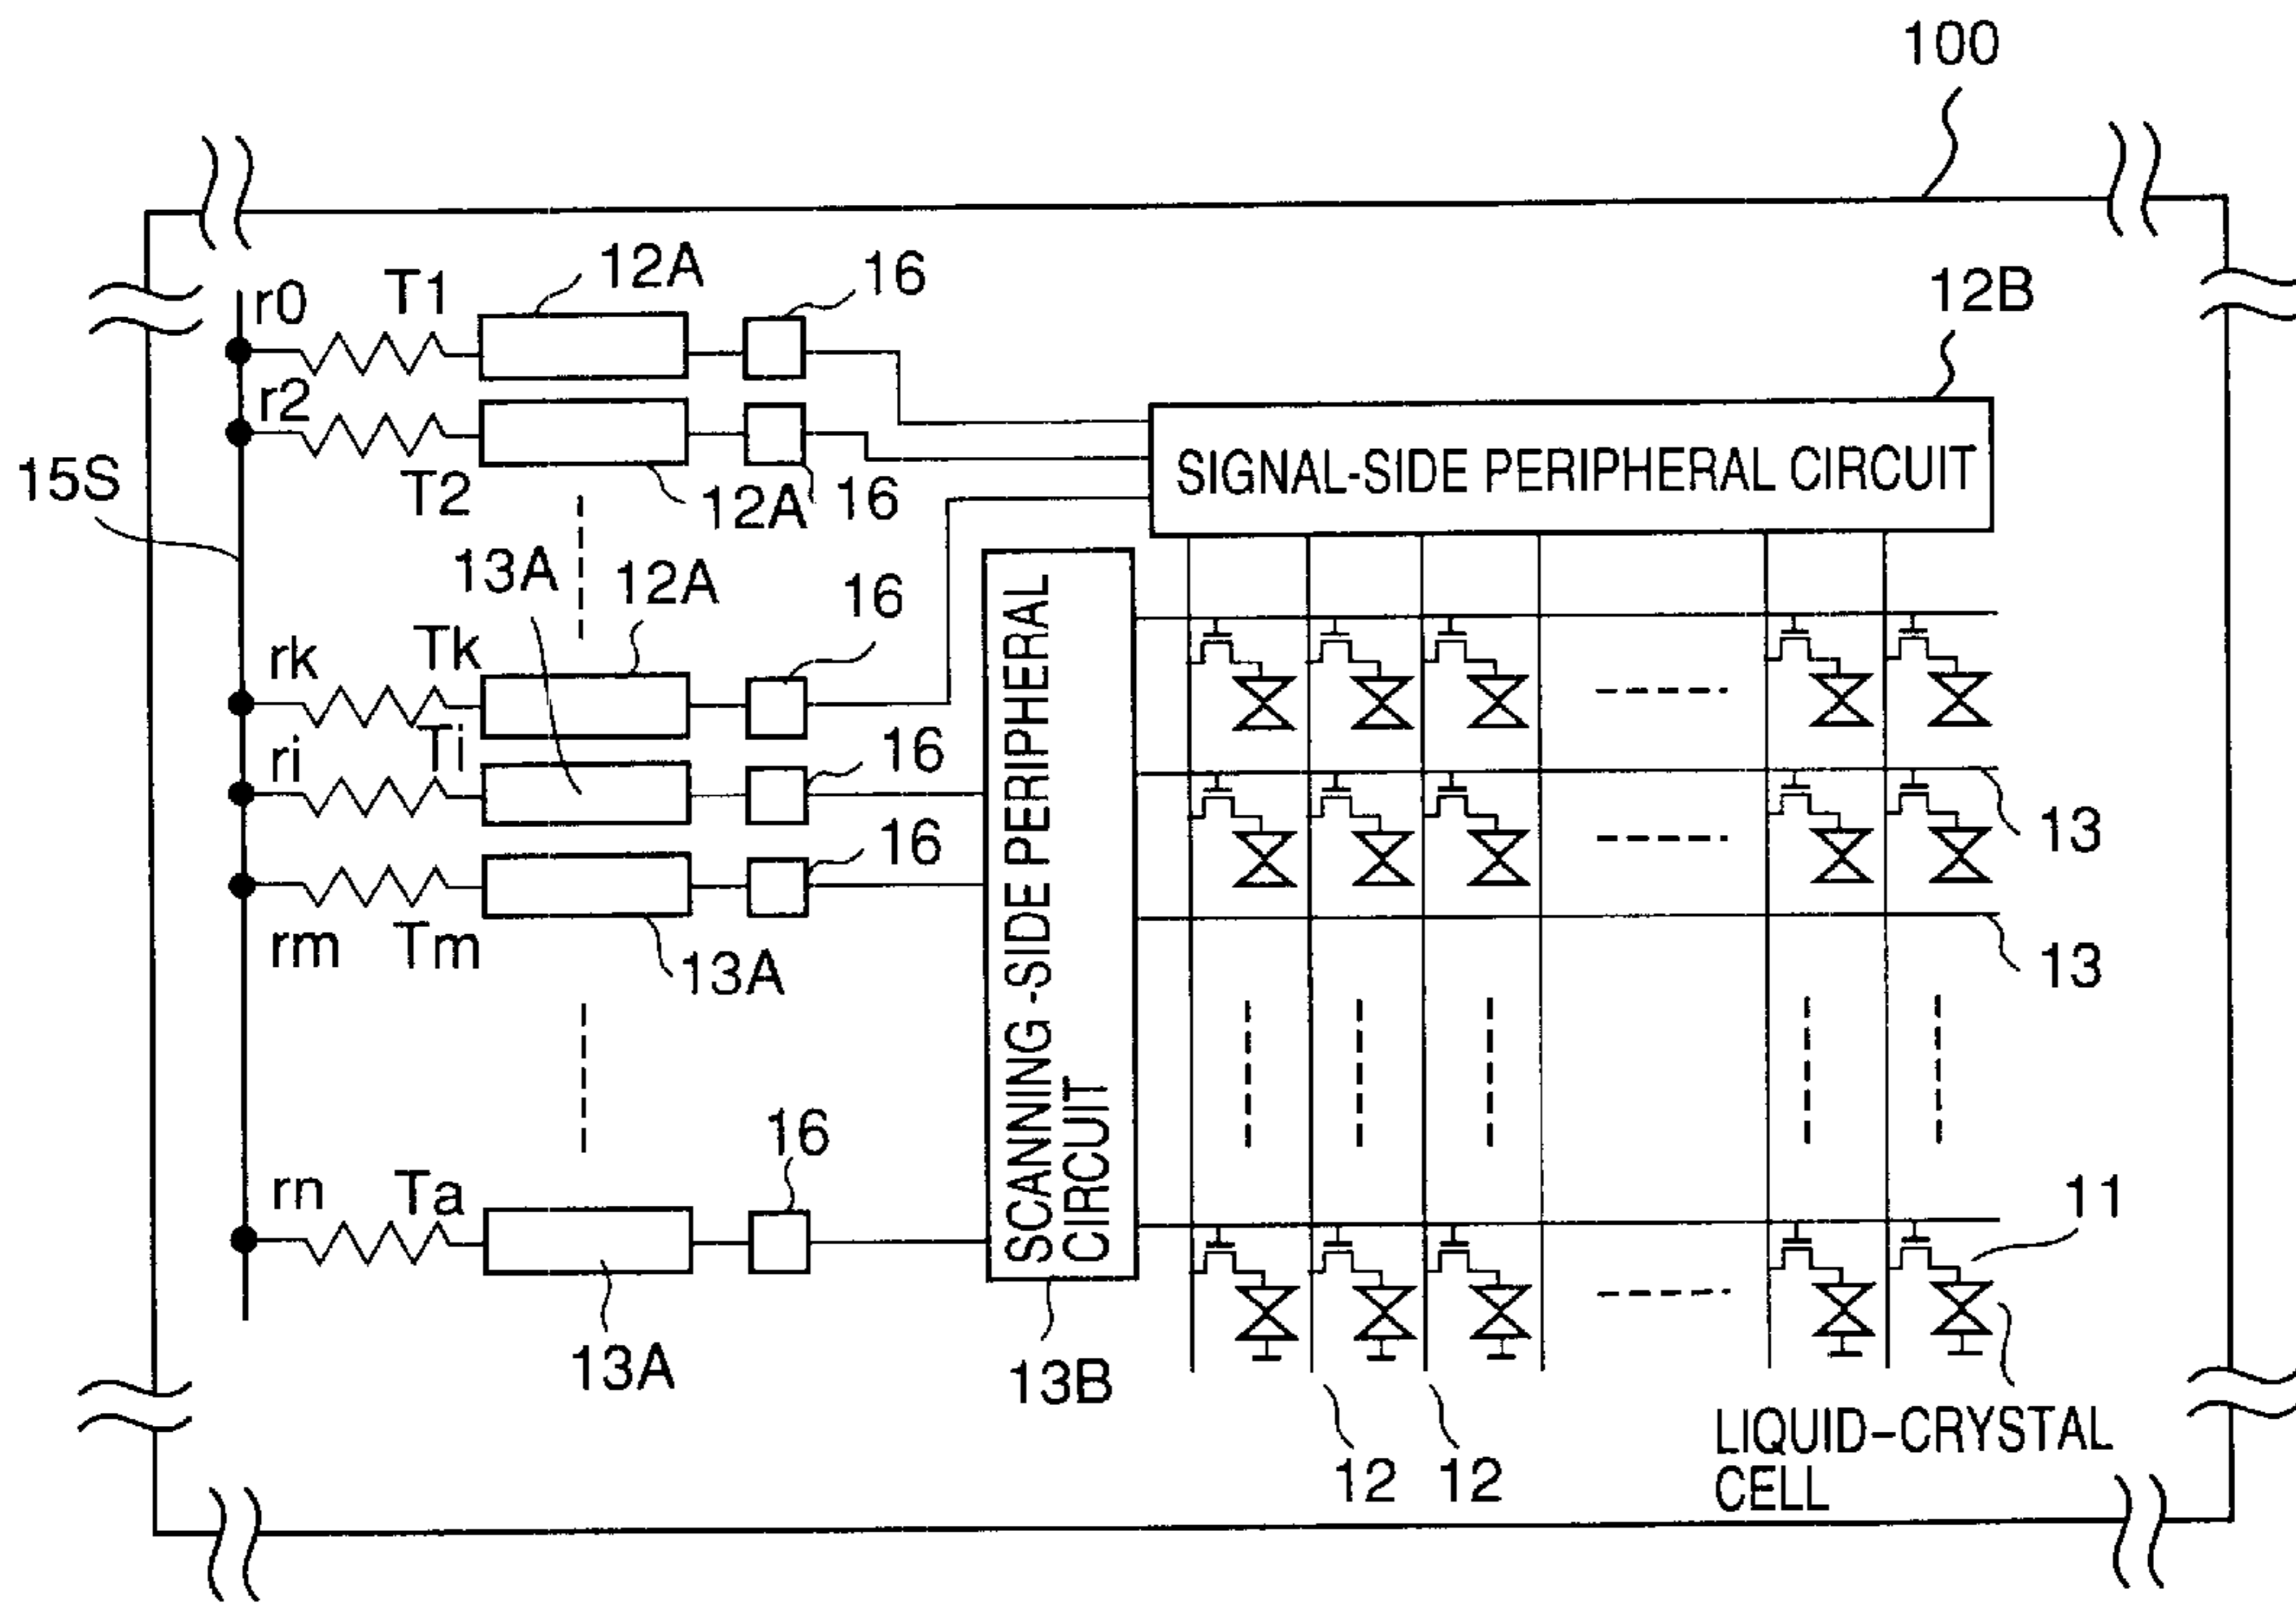 100
r0 T1 12A 16
12B
r2
15S
T2 12A 16
SIGNAL-SIDE PERIPHERAL CIRCUIT
13A 12A 16
rk Tk
ri Ti 16
16
13
rm Tm 13A
13
SCANNING-SIDE PERIPHERAL
CIRCUIT
16
rn Ta
11
13A
13B
12 12
LIQUID-CRYSTAL
CELL